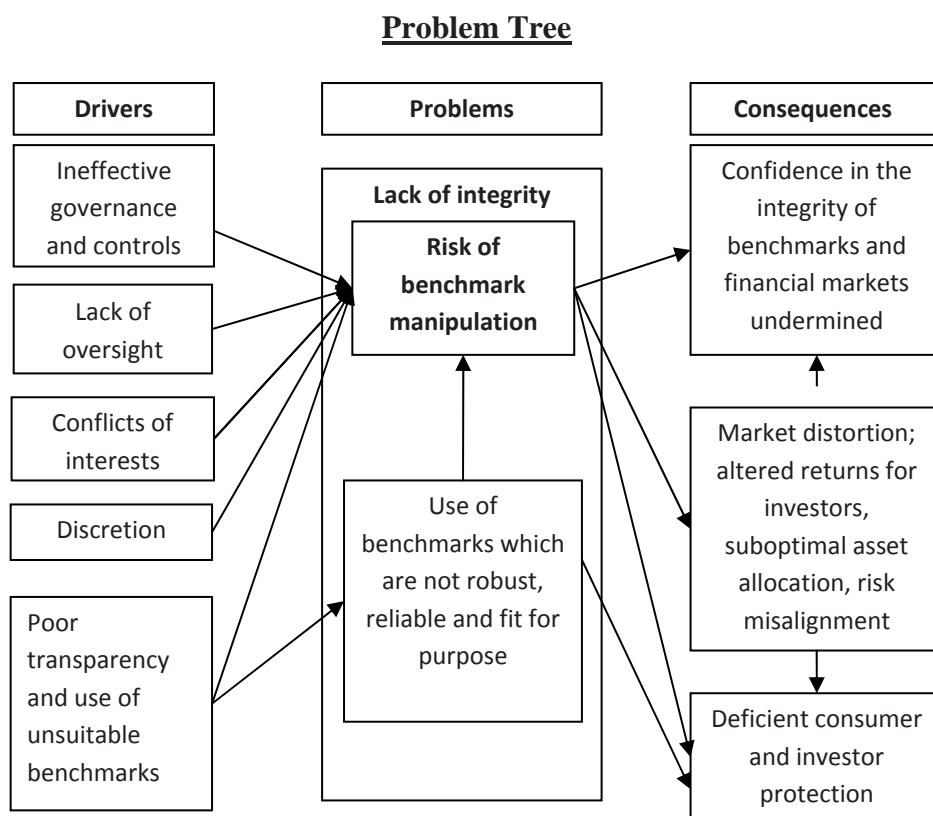 Problem Tree
Drivers
Problems
Consequences
Ineffective
governance
and controls
Lack of
oversight
Conflicts of
interests
Discretion
Poor
transparency
and use of
unsuitable
benchmarks
Lack of integrity
Risk of
benchmark
manipulation
Use of
benchmarks which
are not robust,
reliable and fit for
purpose
Confidence in the
integrity of
benchmarks and
financial markets
undermined
Market distortion;
altered returns for
investors,
suboptimal asset
allocation, risk
misalignment
Deficient consumer
and investor
protection